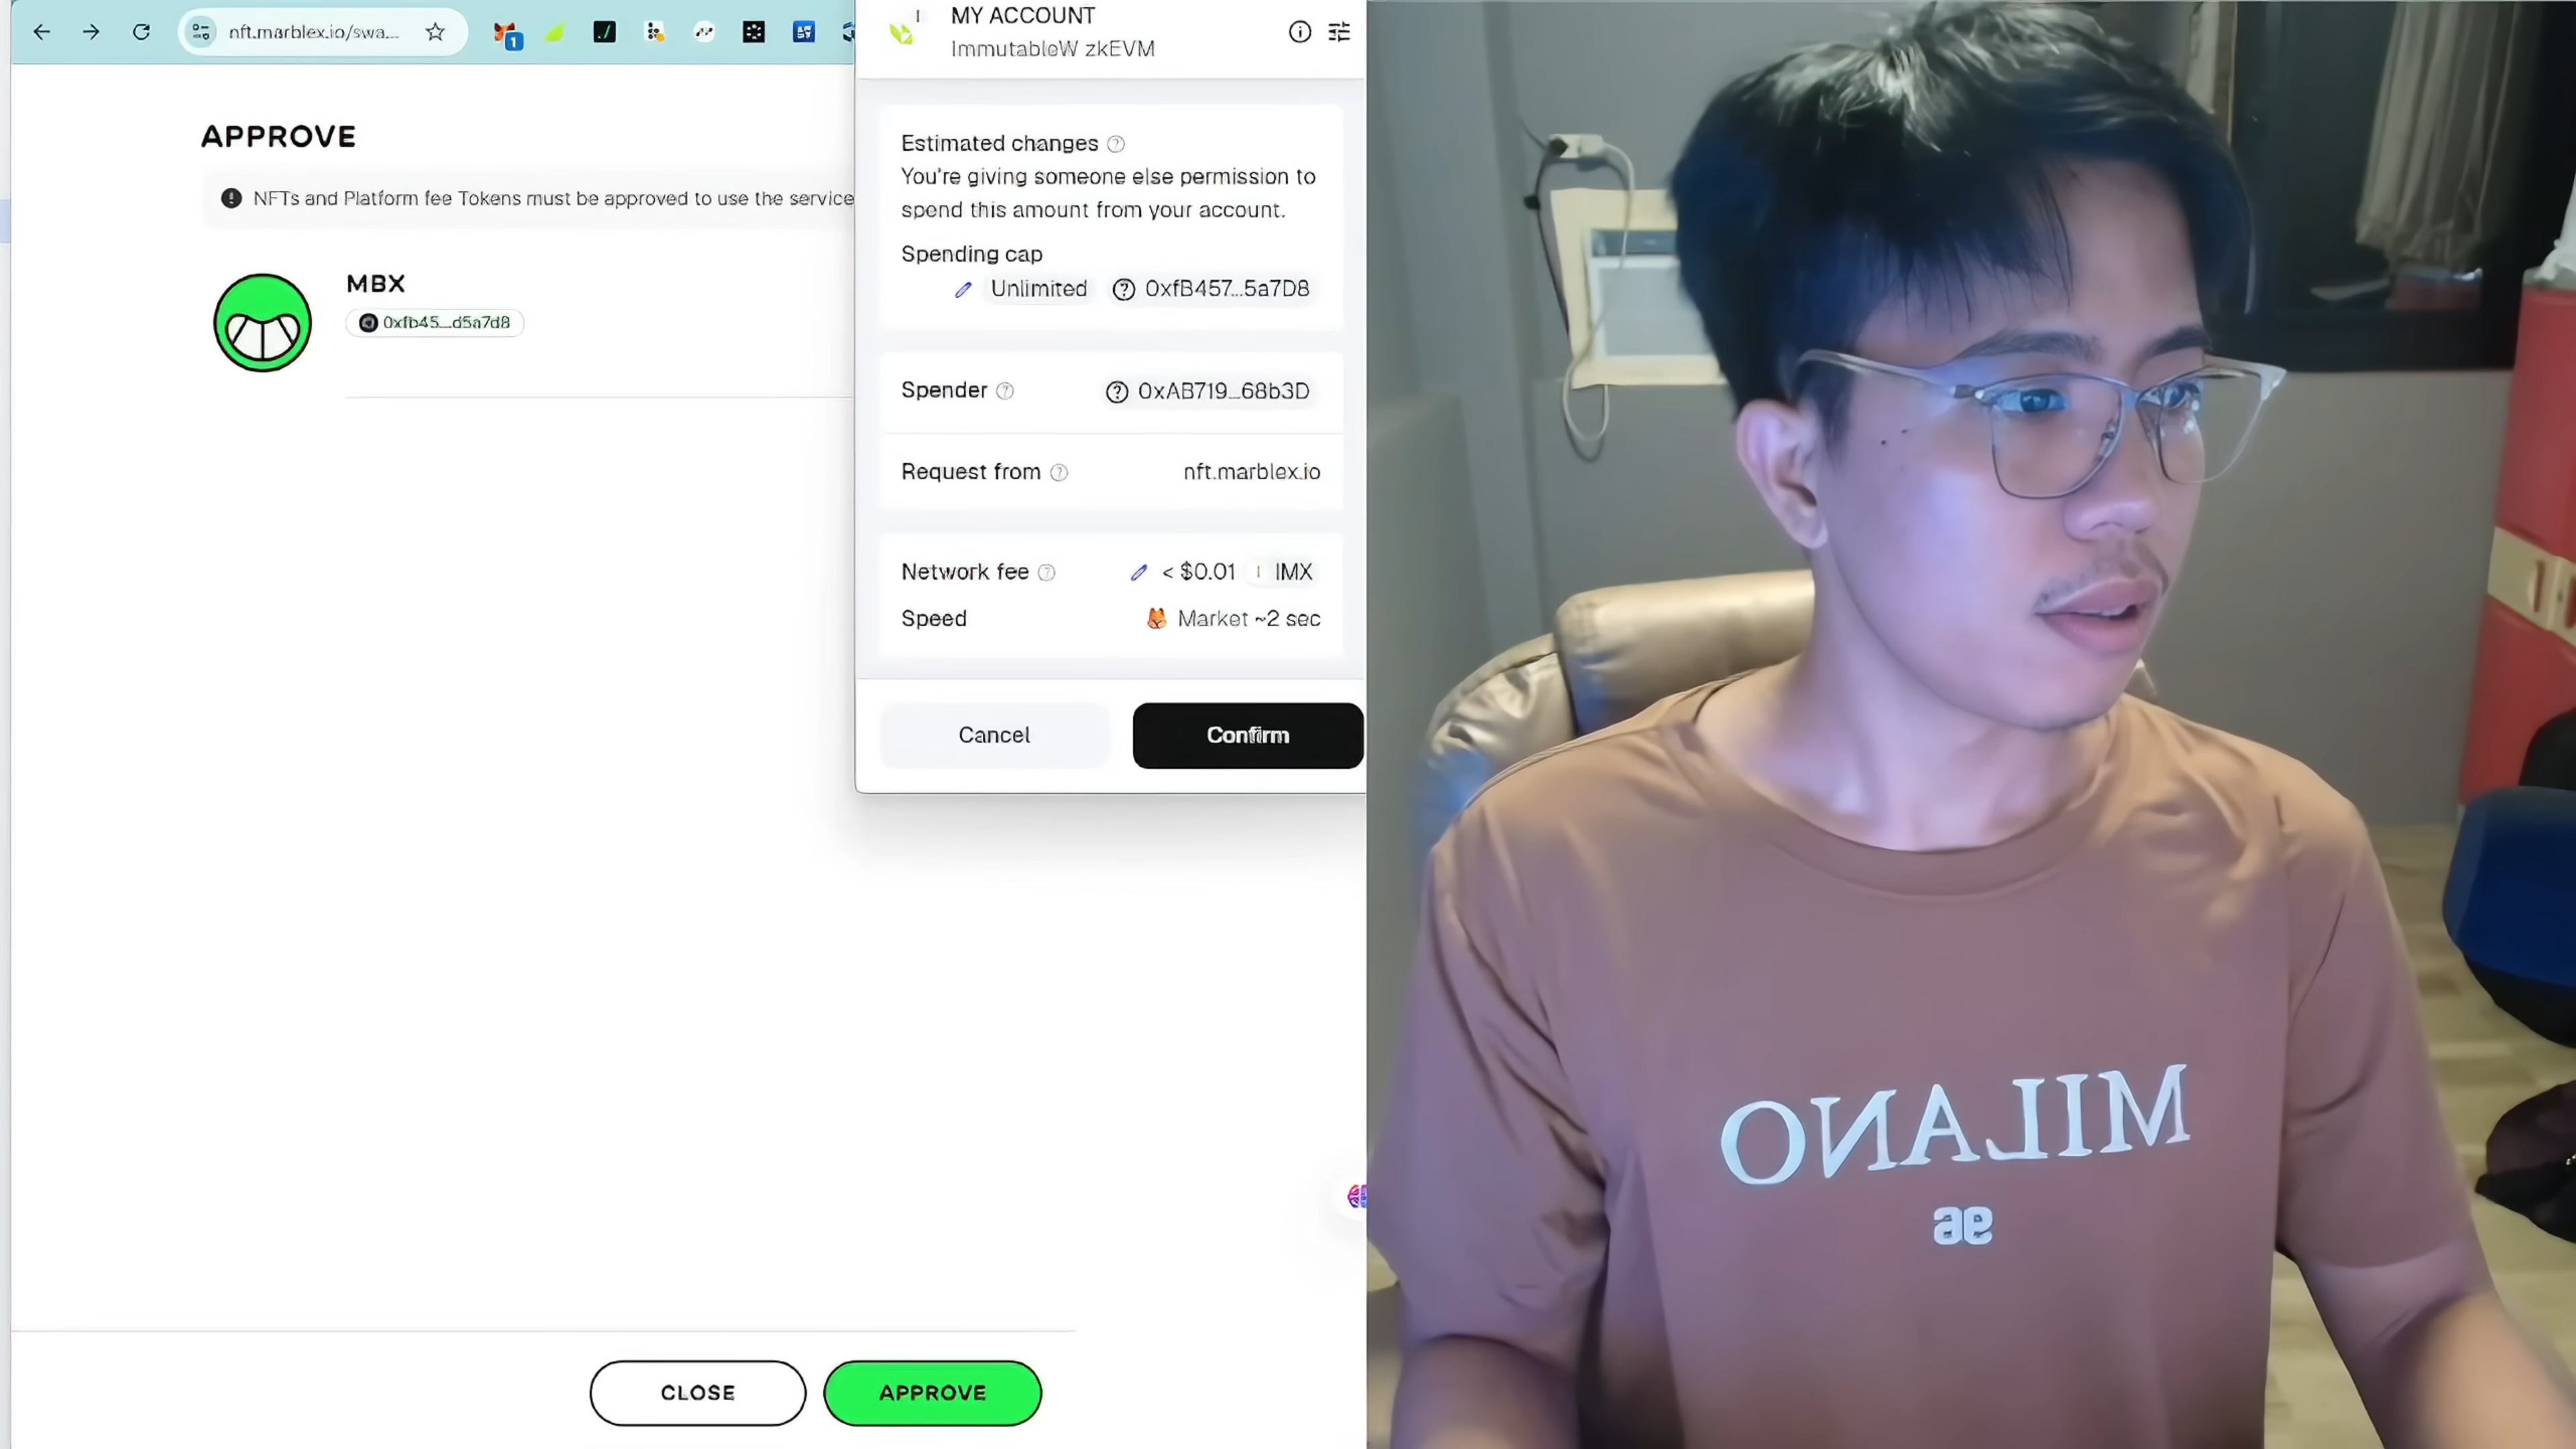 nft.marblex.io/swa...
1
MY ACCOUNT
ImmutableW zkEVM
APPROVE
NFTs and Platform fee Tokens must be approved to use the service
MBX
0xfb45...d5a7d8
Estimated changes
You're giving someone else permission to
spend this amount from your account.
Spending cap
Unlimited 0xfB457...5a7D8
Spender 0xAB719...68b3D
Request from nft.marblex.io
Network fee < $0.01 IMX
Speed Market ~2 sec
Cancel Confirm
CLOSE APPROVE
MILANO
ae